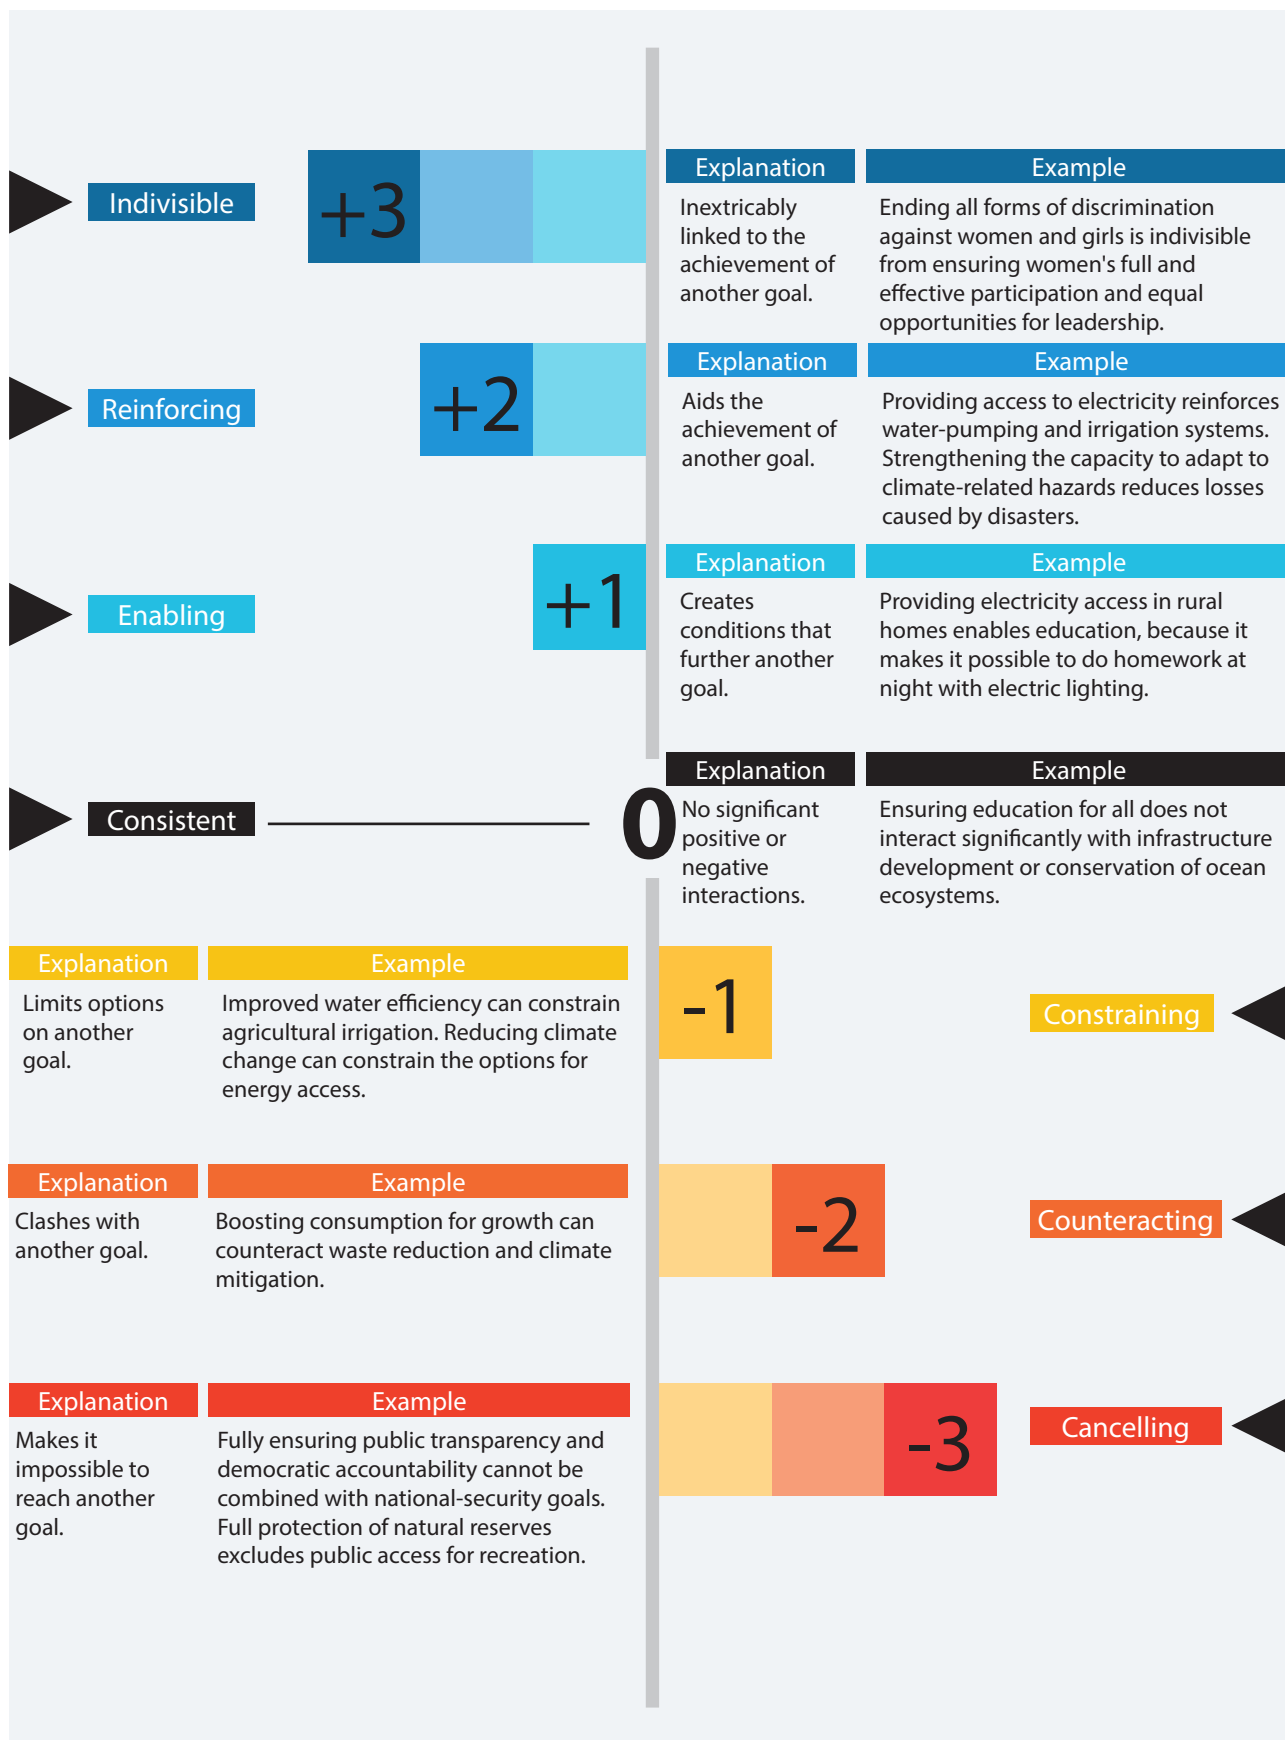 Indivisible
+3
Explanation
Inextricably
linked to the
achievement of
another goal.
Example
Ending all forms of discrimination
against women and girls is indivisible
from ensuring women's full and
effective participation and equal
opportunities for leadership.
Reinforcing
+2
Explanation
Aids the
achievement of
another goal.
Example
Providing access to electricity reinforces
water-pumping and irrigation systems.
Strengthening the capacity to adapt to
climate-related hazards reduces losses
caused by disasters.
Enabling
+1
Explanation
Creates
conditions that
further another
goal.
Example
Providing electricity access in rural
homes enables education, because it
makes it possible to do homework at
night with electric lighting.
Consistent
0
Explanation
No significant
positive or
negative
interactions.
Example
Ensuring education for all does not
interact significantly with infrastructure
development or conservation of ocean
ecosystems.
Explanation
Limits options
on another
goal.
Example
Improved water efficiency can constrain
agricultural irrigation. Reducing climate
change can constrain the options for
energy access.
-1
Constraining
Explanation
Clashes with
another goal.
Example
Boosting consumption for growth can
counteract waste reduction and climate
mitigation.
-2
Counteracting
Explanation
Makes it
impossible to
reach another
goal.
Example
Fully ensuring public transparency and
democratic accountability cannot be
combined with national-security goals.
Full protection of natural reserves
excludes public access for recreation.
-3
Cancelling